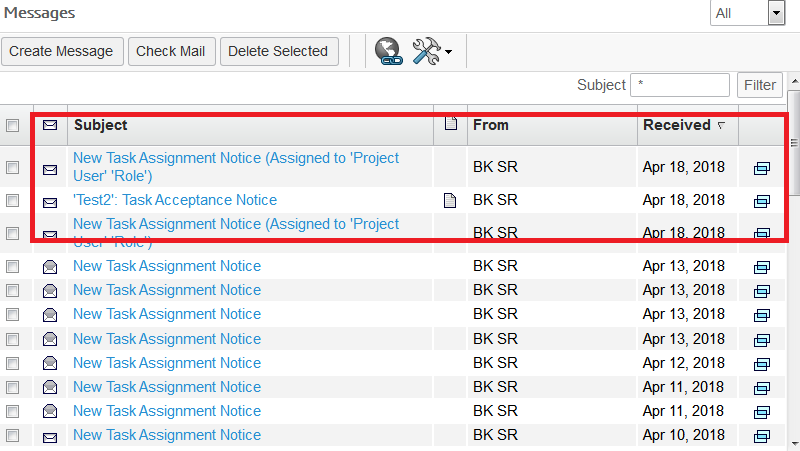 Messages
All
Create Message Check Mail Delete Selected
Subject * Filter
Subject From Received
New Task Assignment Notice (Assigned to 'Project
User' 'Role') BK SR Apr 18, 2018
'Test2': Task Acceptance Notice BK SR Apr 18, 2018
New Task Assignment Notice (Assigned to 'Project
User' 'Role') BK SR Apr 18, 2018
New Task Assignment Notice BK SR Apr 13, 2018
New Task Assignment Notice BK SR Apr 13, 2018
New Task Assignment Notice BK SR Apr 13, 2018
New Task Assignment Notice BK SR Apr 13, 2018
New Task Assignment Notice BK SR Apr 12, 2018
New Task Assignment Notice BK SR Apr 11, 2018
New Task Assignment Notice BK SR Apr 11, 2018
New Task Assignment Notice BK SR Apr 10, 2018